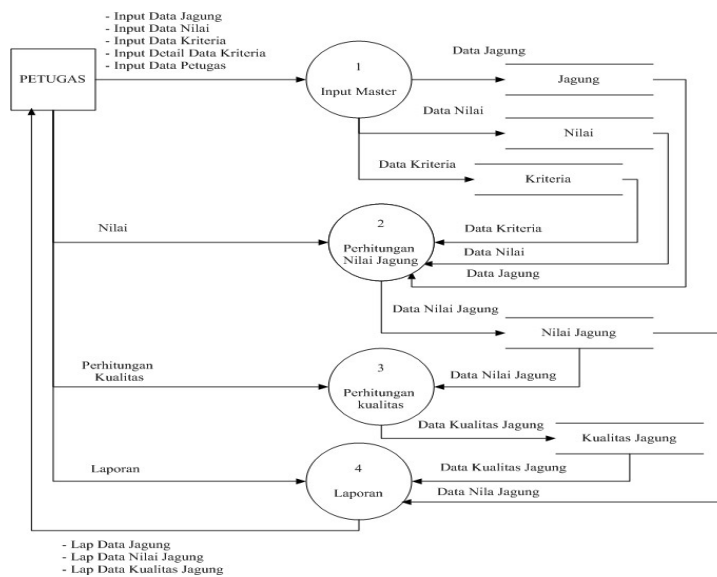 - Input Data Jagung
- Input Data Nilai
- Input Data Kriteria
- Input Detail Data Kriteria
- Input Data Petugas
PETUGAS
1
Input Master
Data Jagung
Jagung
Data Nilai
Nilai
Data Kriteria
Kriteria
Nilai
2
Perhitungan
Nilai Jagung
Data Kriteria
Data Nilai
Data Jagung
Data Nilai Jagung
Nilai Jagung
Perhitungan
Kualitas
3
Perhitungan
kualitas
Data Nilai Jagung
Data Kualitas Jagung
Kualitas Jagung
Laporan
4
Laporan
Data Kualitas Jagung
Data Nila Jagung
- Lap Data Jagung
- Lap Data Nilai Jagung
- Lap Data Kualitas Jagung